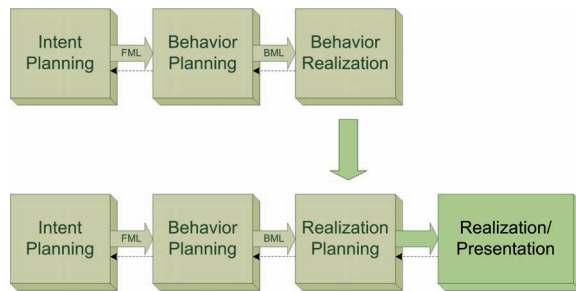 Intent
Planning
FML
Behavior
Planning
BML
Behavior
Realization
Intent
Planning
FML
Behavior
Planning
BML
Realization
Planning
Realization/
Presentation